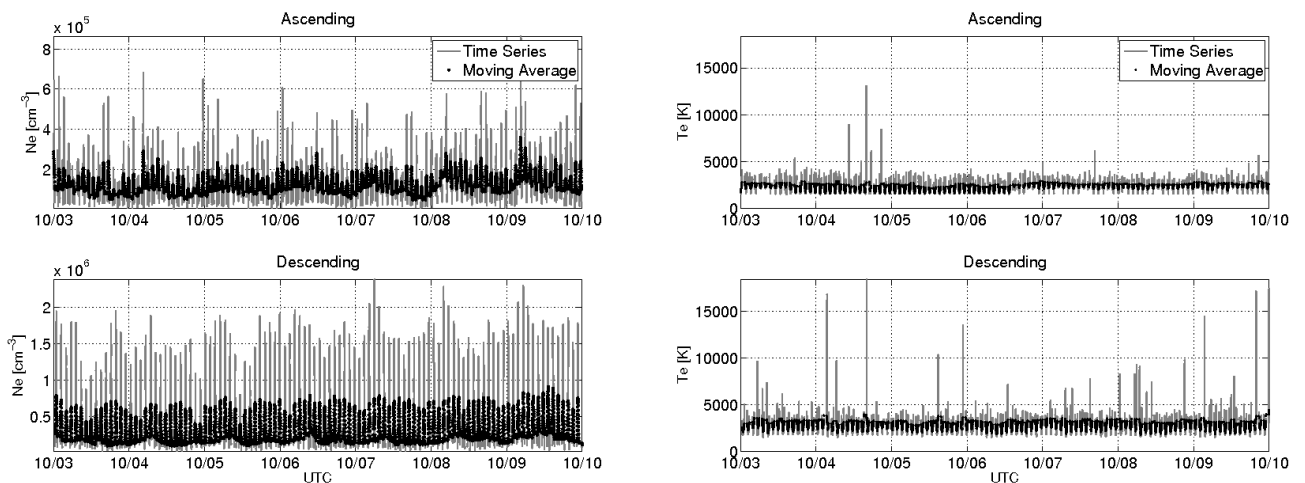 Ascending
x 10^5
Ne [cm^-3]
8
6
4
2
Time Series
Moving Average
10/03 10/04 10/05 10/06 10/07 10/08 10/09 10/10
Ascending
Te [K]
15000
10000
5000
0
Time Series
Moving Average
10/03 10/04 10/05 10/06 10/07 10/08 10/09 10/10
Descending
x 10^6
Ne [cm^-3]
2
1.5
1
0.5
10/03 10/04 10/05 10/06 10/07 10/08 10/09 10/10
UTC
Descending
Te [K]
15000
10000
5000
0
10/03 10/04 10/05 10/06 10/07 10/08 10/09 10/10
UTC